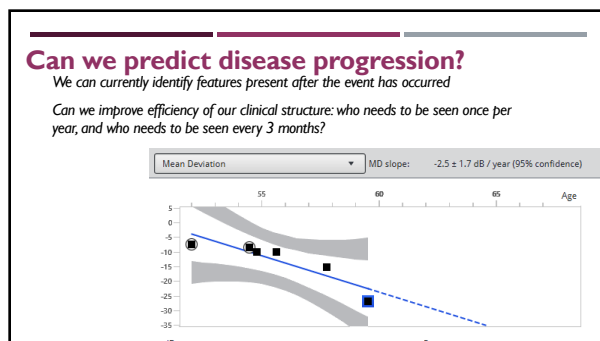 Can we predict disease progression?
We can currently identify features present after the event has occurred
Can we improve efficiency of our clinical structure: who needs to be seen once per
year, and who needs to be seen every 3 months?
Mean Deviation MD slope: -2.5 ± 1.7 dB / year (95% confidence)
55 60 65 Age
5
0
-5
-10
-15
-20
-25
-30
-35